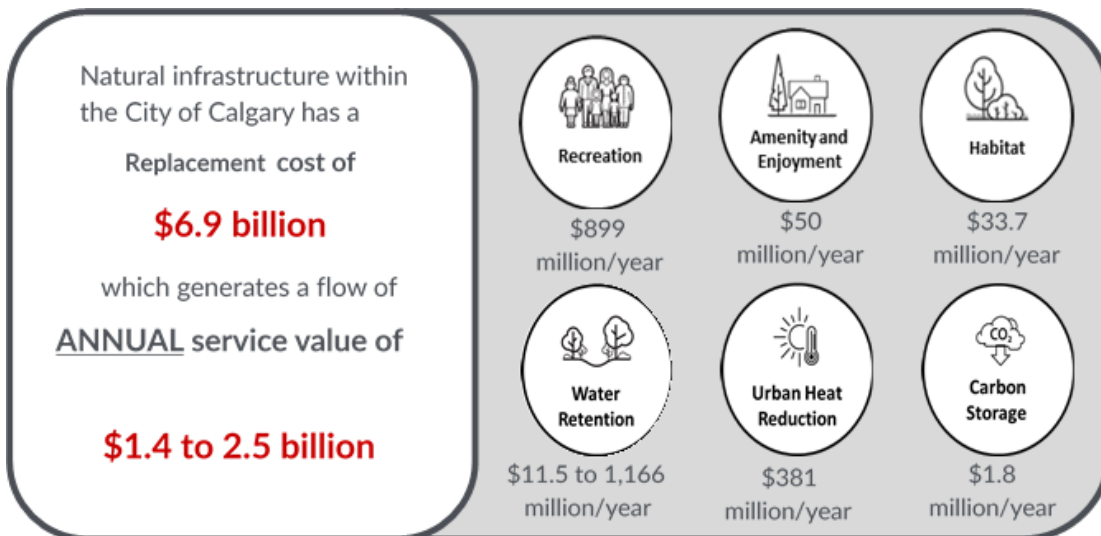 Natural infrastructure within
the City of Calgary has a
Replacement cost of
$6.9 billion
which generates a flow of
ANNUAL service value of
$1.4 to 2.5 billion
Recreation
$899
million/year
Amenity and
Enjoyment
$50
million/year
Habitat
$33.7
million/year
Water
Retention
$11.5 to 1,166
million/year
Urban Heat
Reduction
$381
million/year
CO2
Carbon
Storage
$1.8
million/year